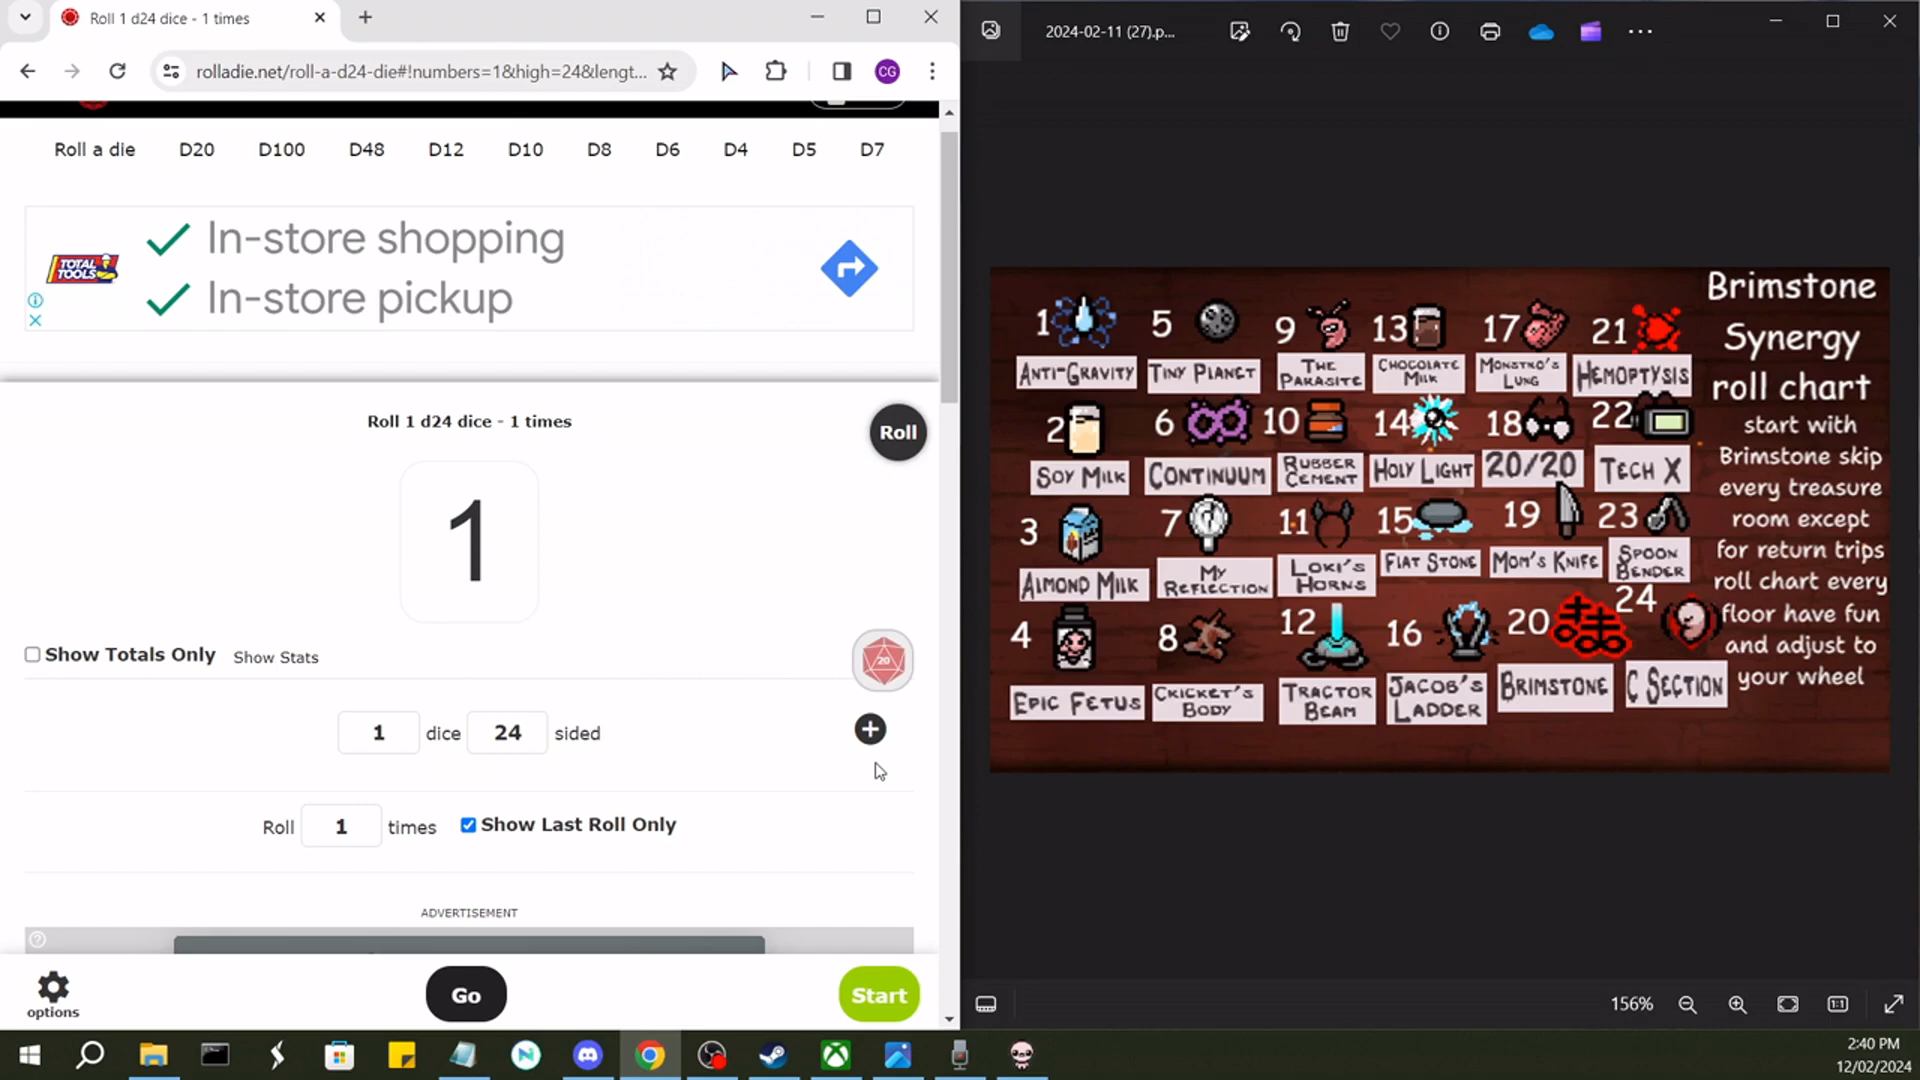 Roll 1 d24 dice - 1 times
rolladie.net/roll-a-d24-die#!numbers=1&high=24&lengt...
CG
Roll a die D20 D100 D48 D12 D10 D8 D6 D4 D5 D7
TOTAL TOOLS
In-store shopping
In-store pickup
Roll 1 d24 dice - 1 times
Roll
1
Show Totals Only Show Stats
20
1 dice 24 sided
Roll 1 times Show Last Roll Only
ADVERTISEMENT
options
Go
Start
2024-02-11 (27).p...
1 5 9 13 17 21
ANTI-GRAVITY TINY PLANET THE PARASITE CHOCOLATE MILK MONSTRO'S LUNG HEMOPTYSIS
2 6 10 14 18 22
SOY MILK CONTINUUM RUBBER CEMENT HOLY LIGHT 20/20 TECH X
3 7 11 15 19 23
ALMOND MILK MY REFLECTION LOKI'S HORNS FLAT STONE MOM'S KNIFE SPOON BENDER
4 8 12 16 20 24
EPIC FETUS CRICKET'S BODY TRACTOR BEAM JACOB'S LADDER BRIMSTONE C SECTION
Brimstone
Synergy
roll chart
start with
Brimstone skip
every treasure
room except
for return trips
roll chart every
floor have fun
and adjust to
your wheel
156%
1:1
2:40 PM
12/02/2024